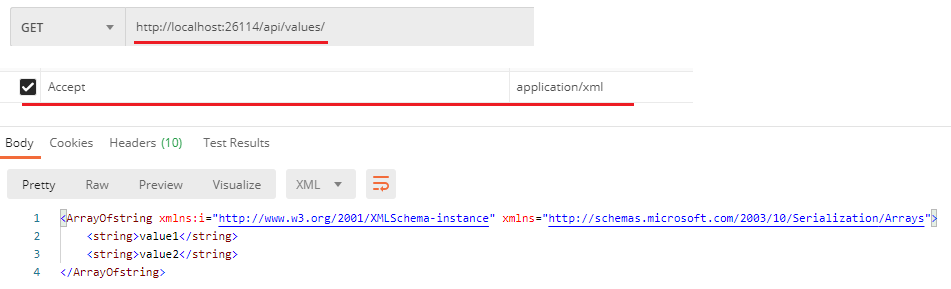 GET http://localhost:26114/api/values/
Accept application/xml
Body Cookies Headers (10) Test Results
Pretty Raw Preview Visualize XML
1 <ArrayOfstring xmlns:i="http://www.w3.org/2001/XMLSchema-instance" xmlns="http://schemas.microsoft.com/2003/10/Serialization/Arrays">
2 <string>value1</string>
3 <string>value2</string>
4 </ArrayOfstring>